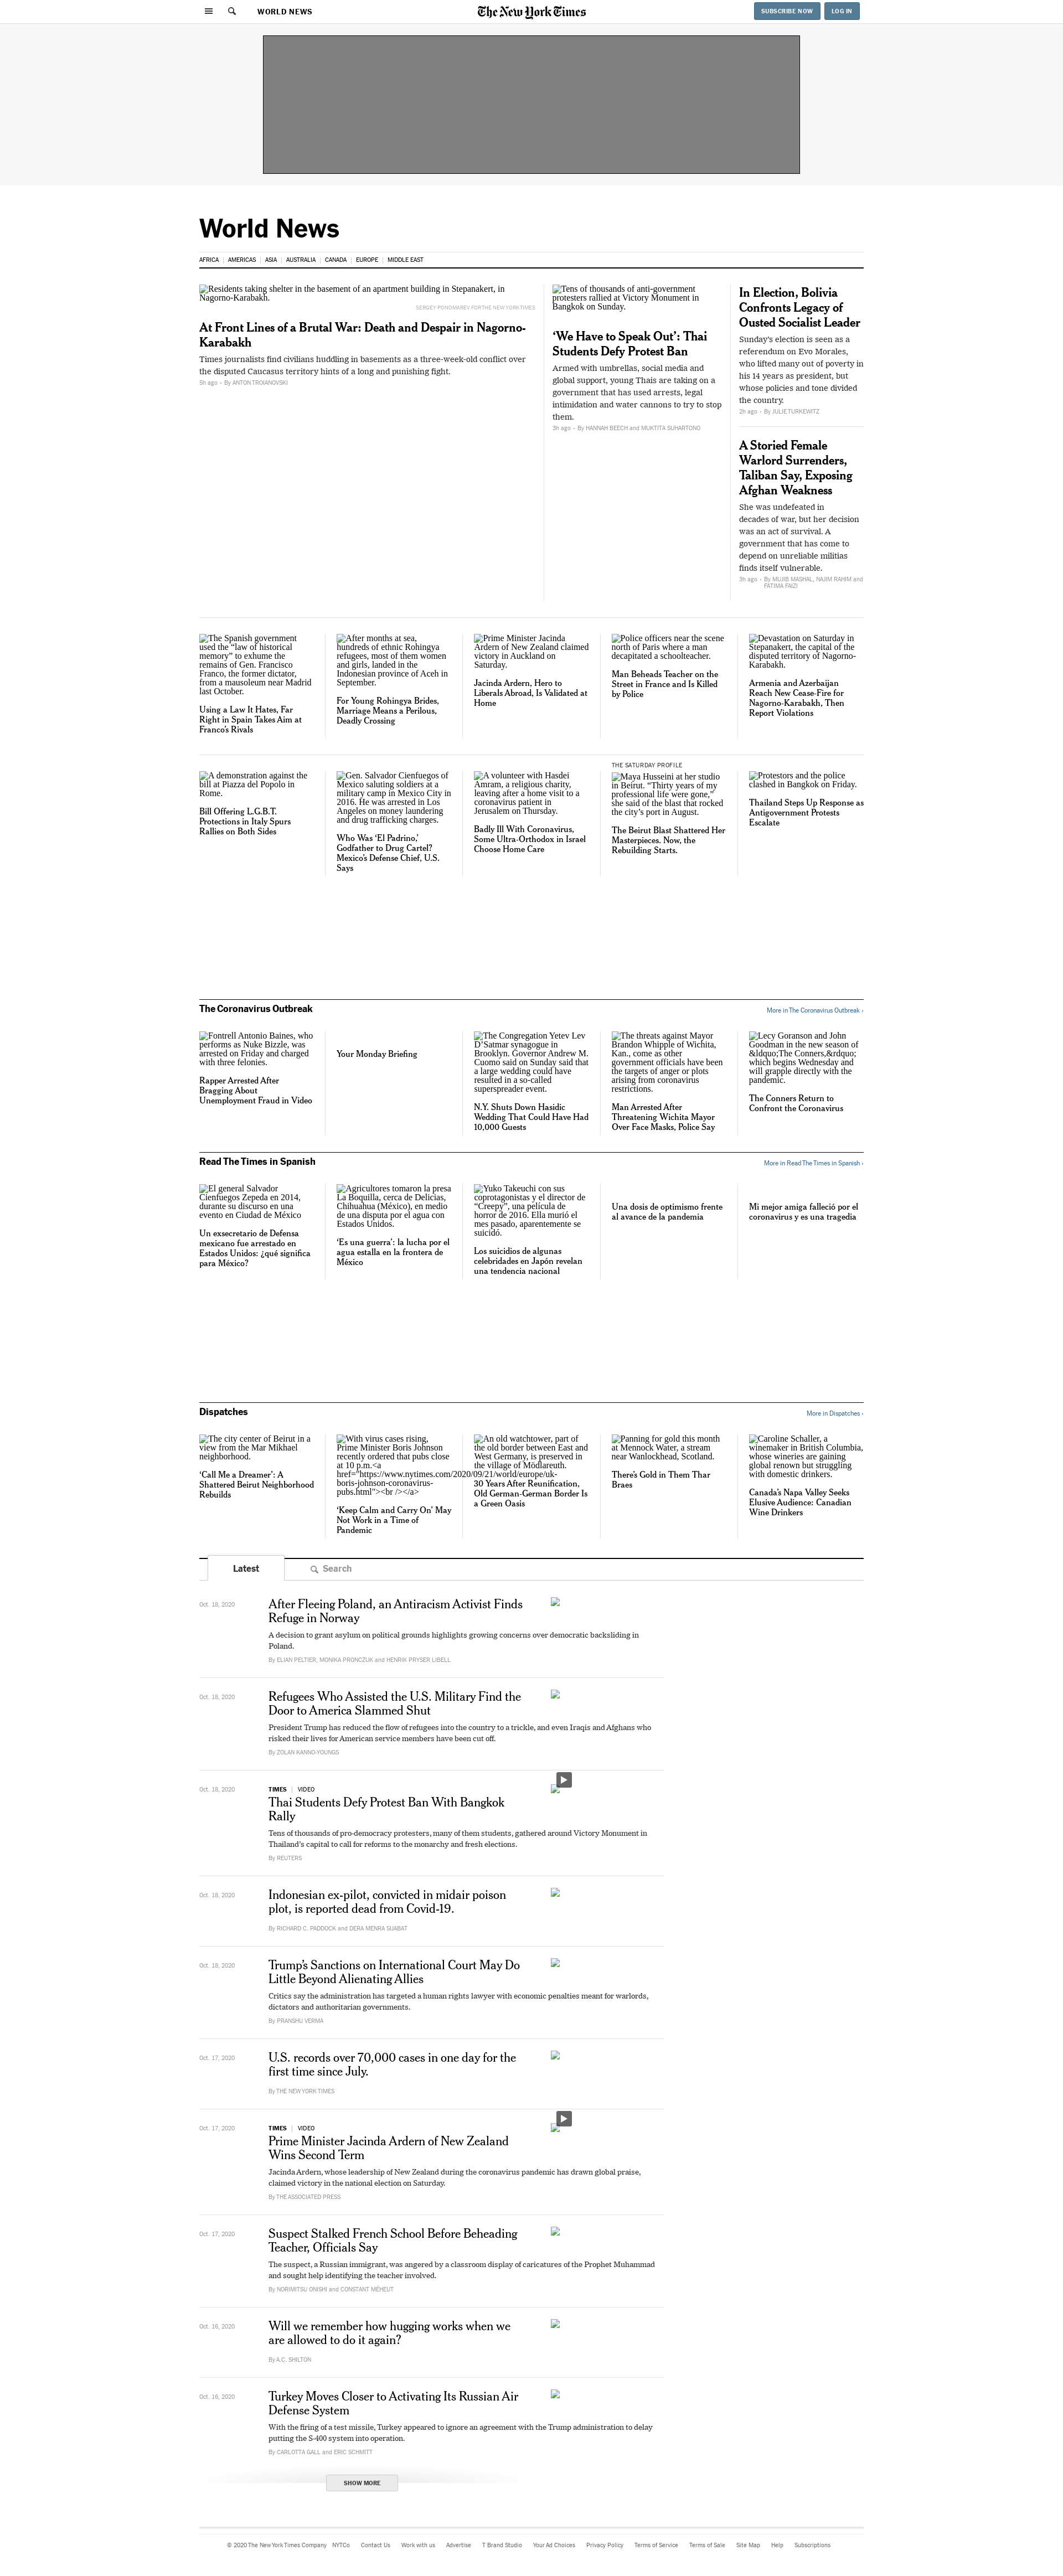 WORLD NEWS
The New York Times
SUBSCRIBE NOW
LOG IN
World News
AFRICA
AMERICAS
ASIA
AUSTRALIA
CANADA
EUROPE
MIDDLE EAST
Residents taking shelter in the basement of an apartment building in Stepanakert, in
Nagorno-Karabakh.
SERGEY PONOMAREV FOR THE NEW YORK TIMES
At Front Lines of a Brutal War: Death and Despair in Nagorno-
Karabakh
Times journalists find civilians huddling in basements as a three-week-old conflict over
the disputed Caucasus territory hints of a long and punishing fight.
5h ago · By ANTON TROIANOVSKI
Tens of thousands of anti-government
protesters rallied at Victory Monument in
Bangkok on Sunday.
‘We Have to Speak Out’: Thai
Students Defy Protest Ban
Armed with umbrellas, social media and
global support, young Thais are taking on a
government that has used arrests, legal
intimidation and water cannons to try to stop
them.
3h ago · By HANNAH BEECH and MUKTITA SUHARTONO
In Election, Bolivia
Confronts Legacy of
Ousted Socialist Leader
Sunday’s election is seen as a
referendum on Evo Morales,
who lifted many out of poverty in
his 14 years as president, but
whose policies and tone divided
the country.
2h ago · By JULIE TURKEWITZ
A Storied Female
Warlord Surrenders,
Taliban Say, Exposing
Afghan Weakness
She was undefeated in
decades of war, but her decision
was an act of survival. A
government that has come to
depend on unreliable militias
finds itself vulnerable.
3h ago · By MUJIB MASHAL, NAJIM RAHIM and
FATIMA FAIZI
The Spanish government
used the “law of historical
memory” to exhume the
remains of Gen. Francisco
Franco, the former dictator,
from a mausoleum near Madrid
last October.
Using a Law It Hates, Far
Right in Spain Takes Aim at
Franco’s Rivals
After months at sea,
hundreds of ethnic Rohingya
refugees, most of them women
and girls, landed in the
Indonesian province of Aceh in
September.
For Young Rohingya Brides,
Marriage Means a Perilous,
Deadly Crossing
Prime Minister Jacinda
Ardern of New Zealand claimed
victory in Auckland on
Saturday.
Jacinda Ardern, Hero to
Liberals Abroad, Is Validated at
Home
Police officers near the scene
north of Paris where a man
decapitated a schoolteacher.
Man Beheads Teacher on the
Street in France and Is Killed
by Police
Devastation on Saturday in
Stepanakert, the capital of the
disputed territory of Nagorno-
Karabakh.
Armenia and Azerbaijan
Reach New Cease-Fire for
Nagorno-Karabakh, Then
Report Violations
A demonstration against the
bill at Piazza del Popolo in
Rome.
Bill Offering L.G.B.T.
Protections in Italy Spurs
Rallies on Both Sides
Gen. Salvador Cienfuegos of
Mexico saluting soldiers at a
military camp in Mexico City in
2016. He was arrested in Los
Angeles on money laundering
and drug trafficking charges.
Who Was ‘El Padrino,’
Godfather to Drug Cartel?
Mexico’s Defense Chief, U.S.
Says
A volunteer with Hasdei
Amram, a religious charity,
leaving after a home visit to a
coronavirus patient in
Jerusalem on Thursday.
Badly Ill With Coronavirus,
Some Ultra-Orthodox in Israel
Choose Home Care
THE SATURDAY PROFILE
Maya Husseini at her studio
in Beirut. “Thirty years of my
professional life were gone,”
she said of the blast that rocked
the city’s port in August.
The Beirut Blast Shattered Her
Masterpieces. Now, the
Rebuilding Starts.
Protestors and the police
clashed in Bangkok on Friday.
Thailand Steps Up Response as
Antigovernment Protests
Escalate
The Coronavirus Outbreak
More in The Coronavirus Outbreak ›
Fontrell Antonio Baines, who
performs as Nuke Bizzle, was
arrested on Friday and charged
with three felonies.
Rapper Arrested After
Bragging About
Unemployment Fraud in Video
Your Monday Briefing
The Congregation Yetev Lev
D’Satmar synagogue in
Brooklyn. Governor Andrew M.
Cuomo said on Sunday said that
a large wedding could have
resulted in a so-called
superspreader event.
N.Y. Shuts Down Hasidic
Wedding That Could Have Had
10,000 Guests
The threats against Mayor
Brandon Whipple of Wichita,
Kan., come as other
government officials have been
the targets of anger or plots
arising from coronavirus
restrictions.
Man Arrested After
Threatening Wichita Mayor
Over Face Masks, Police Say
Lecy Goranson and John
Goodman in the new season of
&ldquo;The Conners,&rdquo;
which begins Wednesday and
will grapple directly with the
pandemic.
The Conners Return to
Confront the Coronavirus
Read The Times in Spanish
More in Read The Times in Spanish ›
El general Salvador
Cienfuegos Zepeda en 2014,
durante su discurso en una
evento en Ciudad de México
Un exsecretario de Defensa
mexicano fue arrestado en
Estados Unidos: ¿qué significa
para México?
Agricultores tomaron la presa
La Boquilla, cerca de Delicias,
Chihuahua (México), en medio
de una disputa por el agua con
Estados Unidos.
‘Es una guerra’: la lucha por el
agua estalla en la frontera de
México
Yuko Takeuchi con sus
coprotagonistas y el director de
“Creepy”, una película de
horror de 2016. Ella murió el
mes pasado, aparentemente se
suicidó.
Los suicidios de algunas
celebridades en Japón revelan
una tendencia nacional
Una dosis de optimismo frente
al avance de la pandemia
Mi mejor amiga falleció por el
coronavirus y es una tragedia
Dispatches
More in Dispatches ›
The city center of Beirut in a
view from the Mar Mikhael
neighborhood.
‘Call Me a Dreamer’: A
Shattered Beirut Neighborhood
Rebuilds
With virus cases rising,
Prime Minister Boris Johnson
recently ordered that pubs close
at 10 p.m.<a
href="https://www.nytimes.com/2020/09/21/world/europe/uk-
boris-johnson-coronavirus-
pubs.html"><br /></a>
‘Keep Calm and Carry On’ May
Not Work in a Time of
Pandemic
An old watchtower, part of
the old border between East and
West Germany, is preserved in
the village of Mödlareuth.
30 Years After Reunification,
Old German-German Border Is
a Green Oasis
Panning for gold this month
at Mennock Water, a stream
near Wanlockhead, Scotland.
There’s Gold in Them Thar
Braes
Caroline Schaller, a
winemaker in British Columbia,
whose wineries are gaining
global renown but struggling
with domestic drinkers.
Canada’s Napa Valley Seeks
Elusive Audience: Canadian
Wine Drinkers
Latest
Search
Oct. 18, 2020
After Fleeing Poland, an Antiracism Activist Finds
Refuge in Norway
A decision to grant asylum on political grounds highlights growing concerns over democratic backsliding in
Poland.
By ELIAN PELTIER, MONIKA PRONCZUK and HENRIK PRYSER LIBELL
Oct. 18, 2020
Refugees Who Assisted the U.S. Military Find the
Door to America Slammed Shut
President Trump has reduced the flow of refugees into the country to a trickle, and even Iraqis and Afghans who
risked their lives for American service members have been cut off.
By ZOLAN KANNO-YOUNGS
Oct. 18, 2020
TIMES | VIDEO
Thai Students Defy Protest Ban With Bangkok
Rally
Tens of thousands of pro-democracy protesters, many of them students, gathered around Victory Monument in
Thailand’s capital to call for reforms to the monarchy and fresh elections.
By REUTERS
Oct. 18, 2020
Indonesian ex-pilot, convicted in midair poison
plot, is reported dead from Covid-19.
By RICHARD C. PADDOCK and DERA MENRA SIJABAT
Oct. 18, 2020
Trump’s Sanctions on International Court May Do
Little Beyond Alienating Allies
Critics say the administration has targeted a human rights lawyer with economic penalties meant for warlords,
dictators and authoritarian governments.
By PRANSHU VERMA
Oct. 17, 2020
U.S. records over 70,000 cases in one day for the
first time since July.
By THE NEW YORK TIMES
Oct. 17, 2020
TIMES | VIDEO
Prime Minister Jacinda Ardern of New Zealand
Wins Second Term
Jacinda Ardern, whose leadership of New Zealand during the coronavirus pandemic has drawn global praise,
claimed victory in the national election on Saturday.
By THE ASSOCIATED PRESS
Oct. 17, 2020
Suspect Stalked French School Before Beheading
Teacher, Officials Say
The suspect, a Russian immigrant, was angered by a classroom display of caricatures of the Prophet Muhammad
and sought help identifying the teacher involved.
By NORIMITSU ONISHI and CONSTANT MÉHEUT
Oct. 16, 2020
Will we remember how hugging works when we
are allowed to do it again?
By A.C. SHILTON
Oct. 16, 2020
Turkey Moves Closer to Activating Its Russian Air
Defense System
With the firing of a test missile, Turkey appeared to ignore an agreement with the Trump administration to delay
putting the S-400 system into operation.
By CARLOTTA GALL and ERIC SCHMITT
SHOW MORE
© 2020 The New York Times Company
NYTCo
Contact Us
Work with us
Advertise
T Brand Studio
Your Ad Choices
Privacy Policy
Terms of Service
Terms of Sale
Site Map
Help
Subscriptions